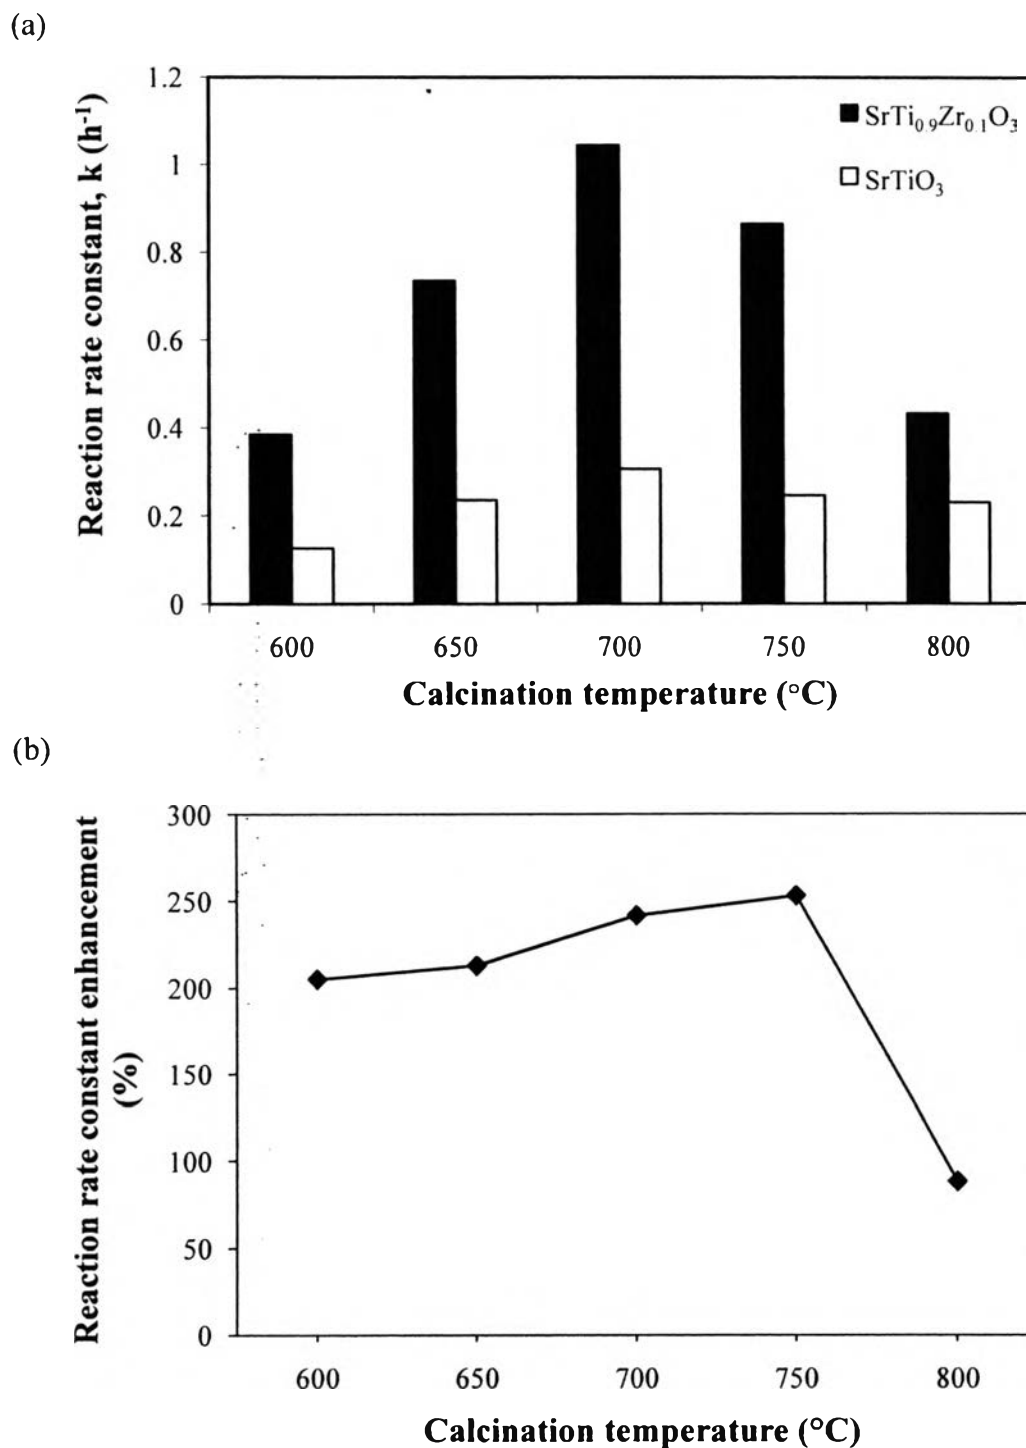 (a)
1.2
1
0.8
0.6
0.4
0.2
0
Reaction rate constant, k (h⁻¹)
SrTi₀.₉Zr₀.₁O₃
SrTiO₃
600 650 700 750 800
Calcination temperature (°C)
(b)
300
250
200
150
100
50
0
Reaction rate constant enhancement
(%)
600 650 700 750 800
Calcination temperature (°C)